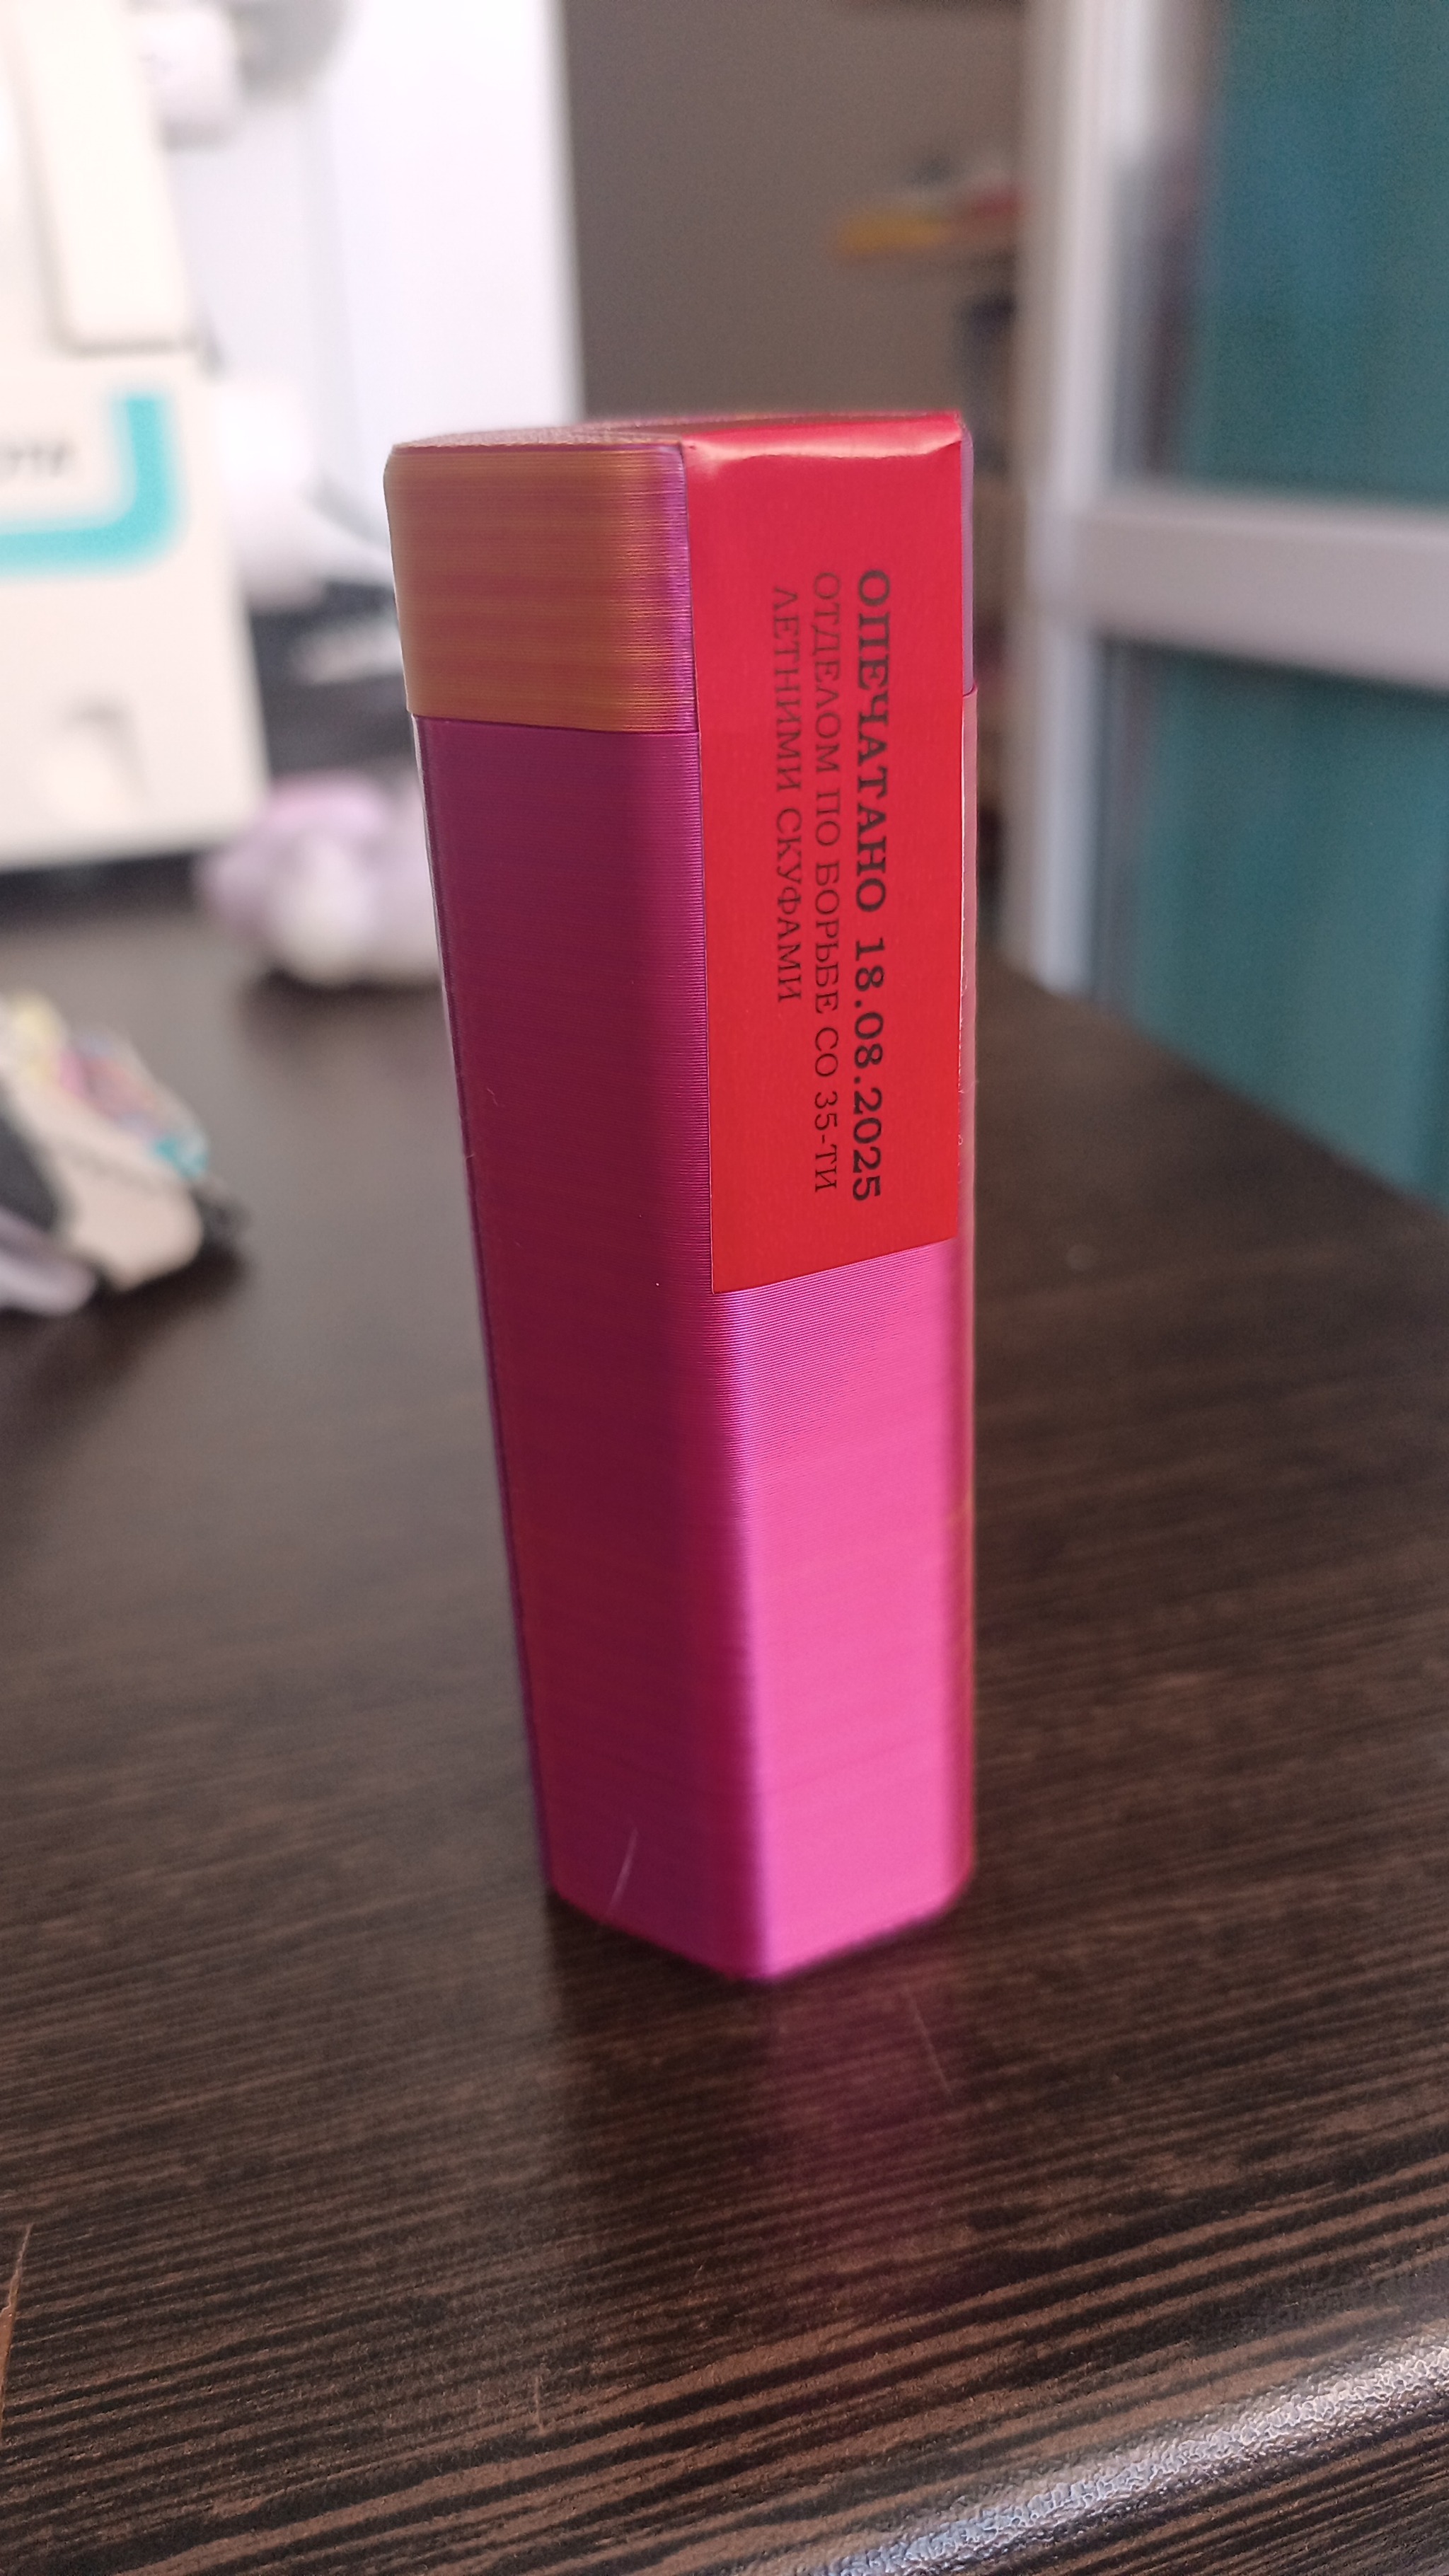 ОПЕЧАТАНО 18.08.2025
ОТДЕЛОМ ПО БОРЬБЕ СО 35-ТИ
ЛЕТНИМИ СКУФАМИ